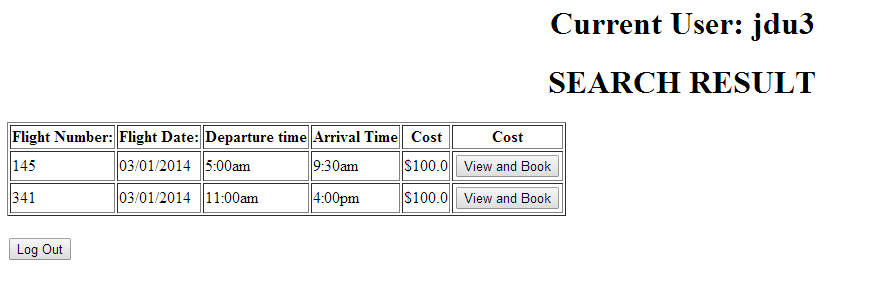 Current User: jdu3
SEARCH RESULT
Flight Number: Flight Date: Departure time Arrival Time Cost Cost
145 03/01/2014 5:00am 9:30am $100.0 View and Book
341 03/01/2014 11:00am 4:00pm $100.0 View and Book
Log Out